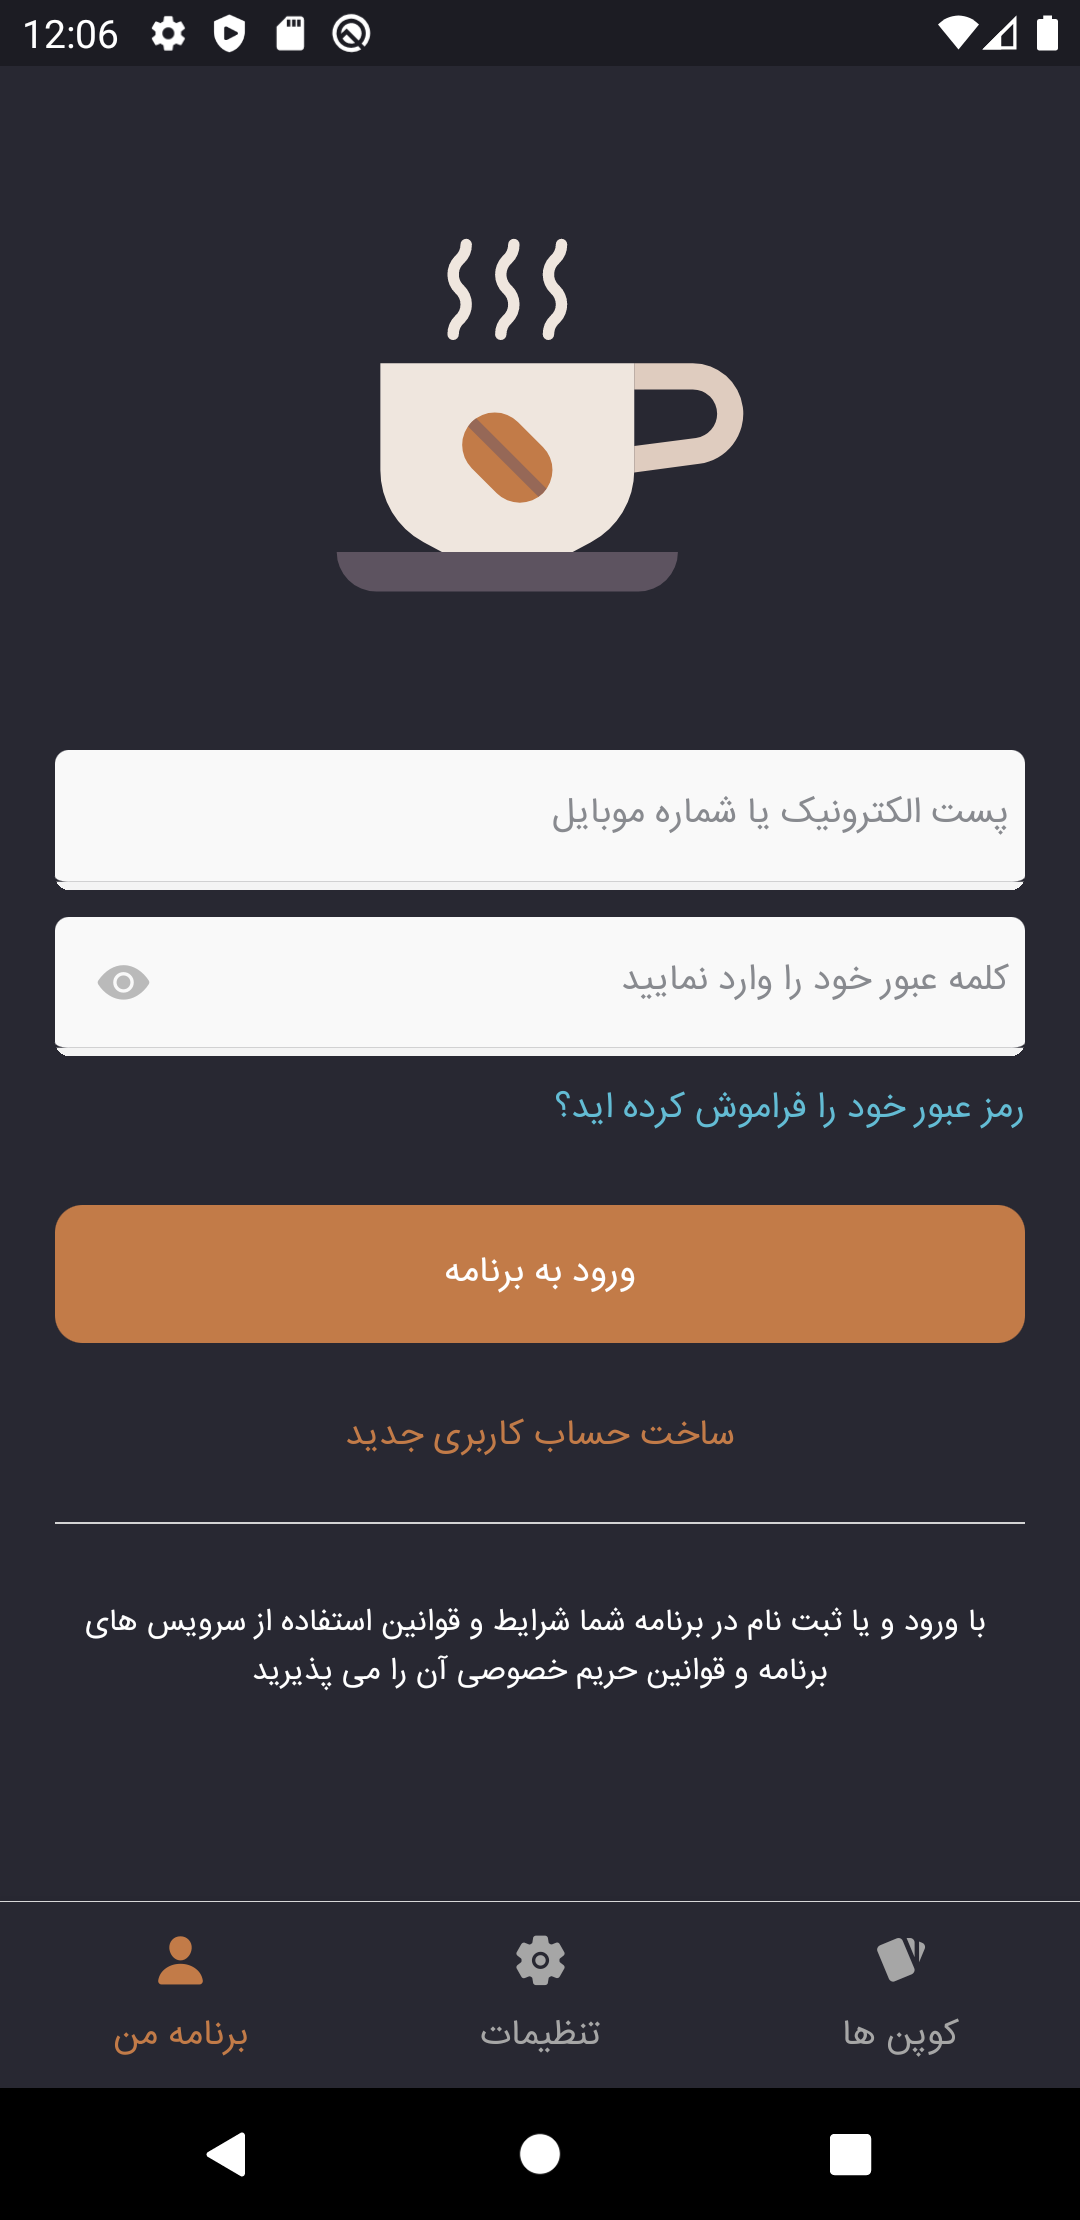 12:06
پست الکترونیک یا شماره موبایل
کلمه عبور خود را وارد نمایید
رمز عبور خود را فراموش کرده اید؟
ورود به برنامه
ساخت حساب کاربری جدید
با ورود و یا ثبت نام در برنامه شما شرایط و قوانین استفاده از سرویس های
برنامه و قوانین حریم خصوصی آن را می پذیرید
کوپن ها
تنظیمات
برنامه من